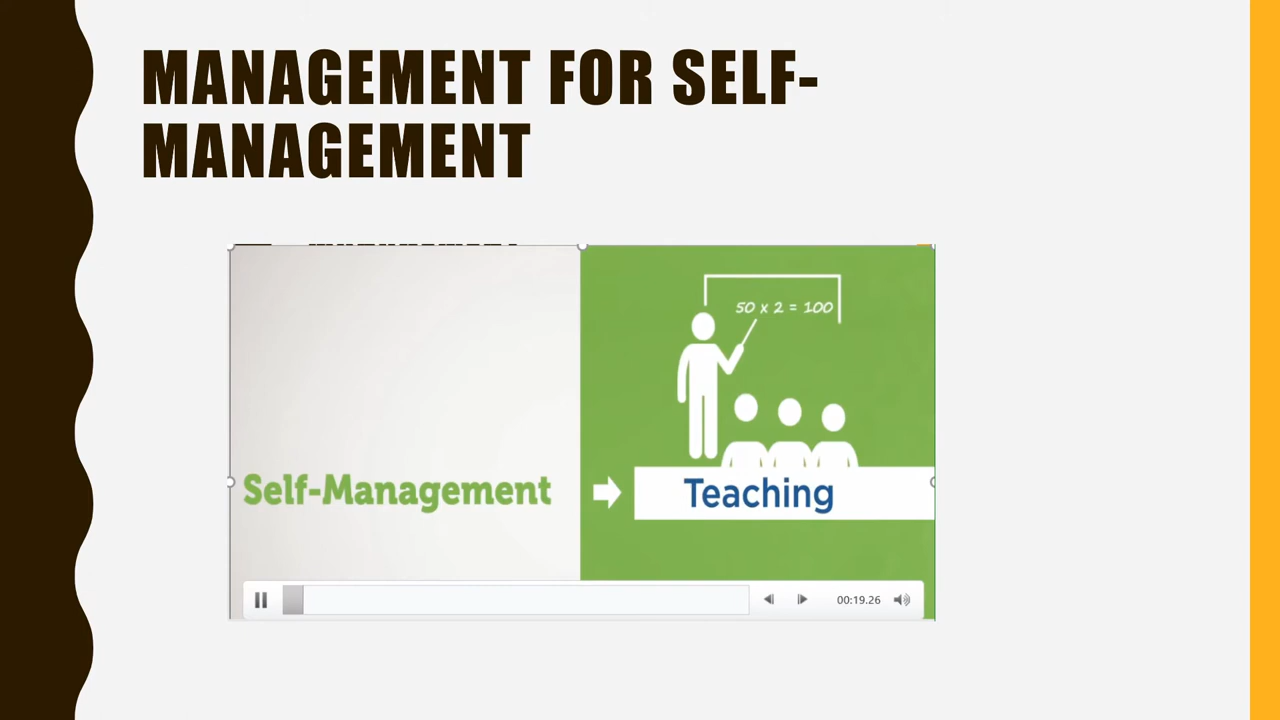 MANAGEMENT FOR SELF-
MANAGEMENT
50 x 2 = 100
Self-Management
Teaching
00:19.26